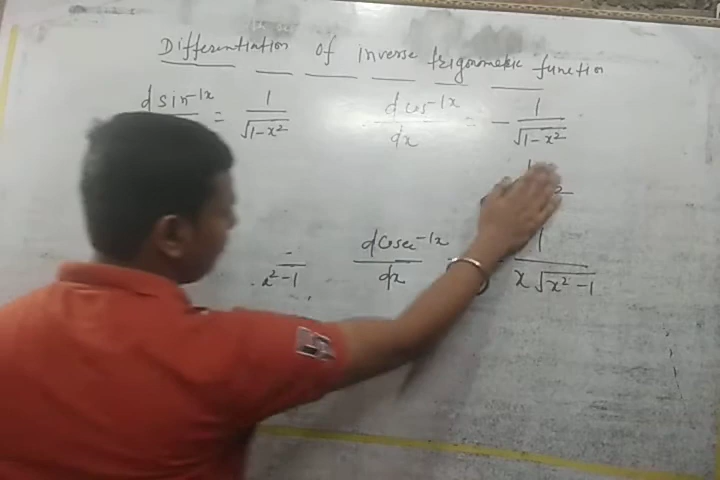 Differentiation of inverse trigonometric function
d sin⁻¹x = 1/√(1-x²) d cos⁻¹x/dx = - 1/√(1-x²)
x²-1 d cosec⁻¹x/dx 1/(x√(x²-1))